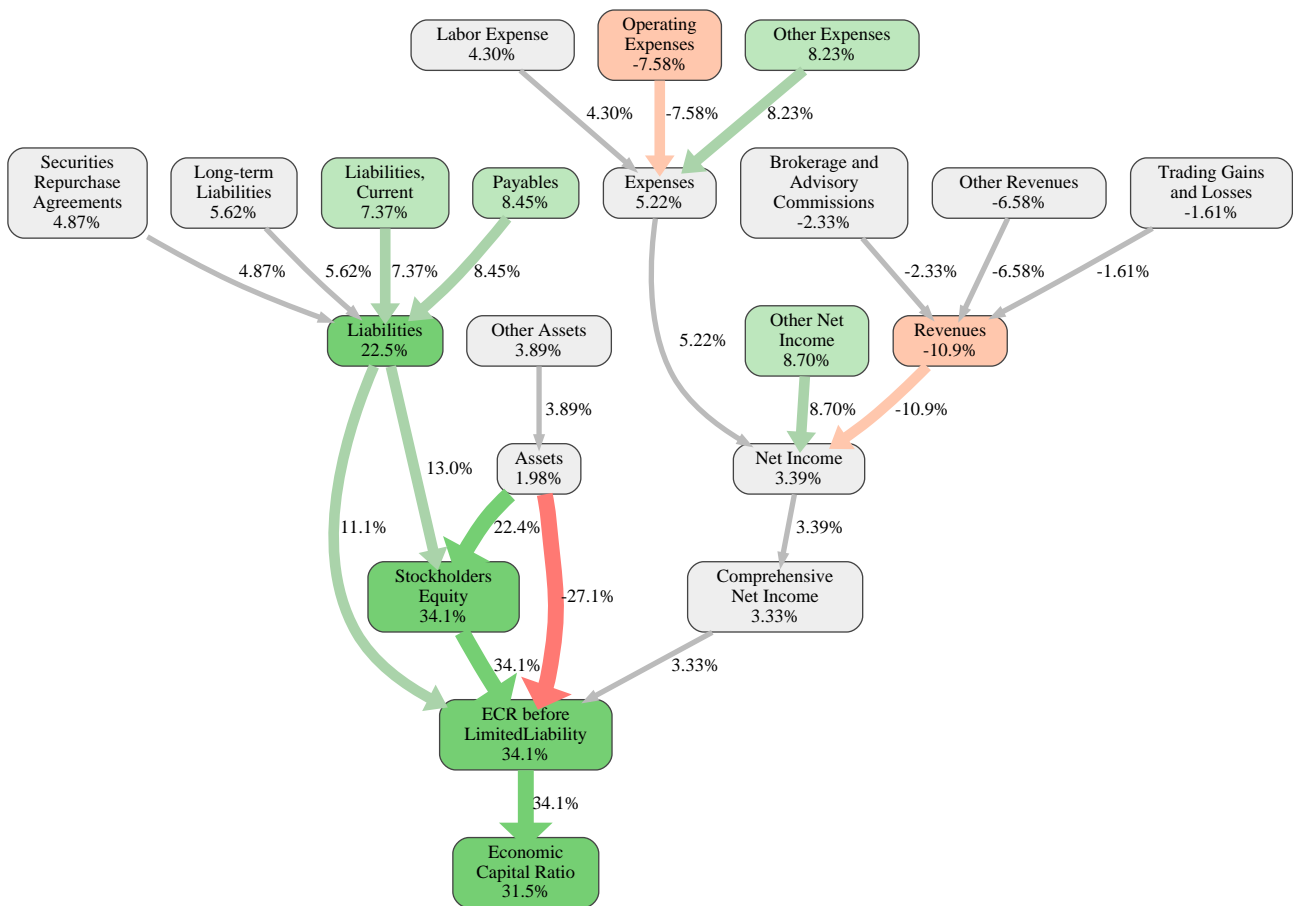 Labor Expense
4.30%
Operating
Expenses
-7.58%
Other Expenses
8.23%
4.30%
-7.58%
8.23%
Securities
Repurchase
Agreements
4.87%
Long-term
Liabilities
5.62%
Liabilities,
Current
7.37%
Payables
8.45%
Expenses
5.22%
Brokerage and
Advisory
Commissions
-2.33%
Other Revenues
-6.58%
Trading Gains
and Losses
-1.61%
4.87%
5.62%
7.37%
8.45%
-2.33%
-6.58%
-1.61%
Liabilities
22.5%
Other Assets
3.89%
5.22%
Other Net
Income
8.70%
Revenues
-10.9%
3.89%
8.70%
-10.9%
Assets
1.98%
Net Income
3.39%
13.0%
11.1%
22.4%
3.39%
Stockholders
Equity
34.1%
-27.1%
Comprehensive
Net Income
3.33%
34.1%
3.33%
ECR before
LimitedLiability
34.1%
34.1%
Economic
Capital Ratio
31.5%